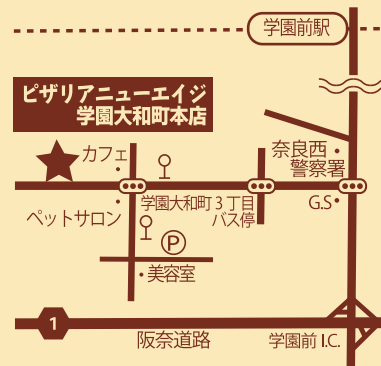 学園前駅
ピザリアニューエイジ
学園大和町本店
カフェ
奈良西
警察署
学園大和町3丁目
バス停
G.S
ペットサロン
P
美容室
1
阪奈道路
学園前 I.C.